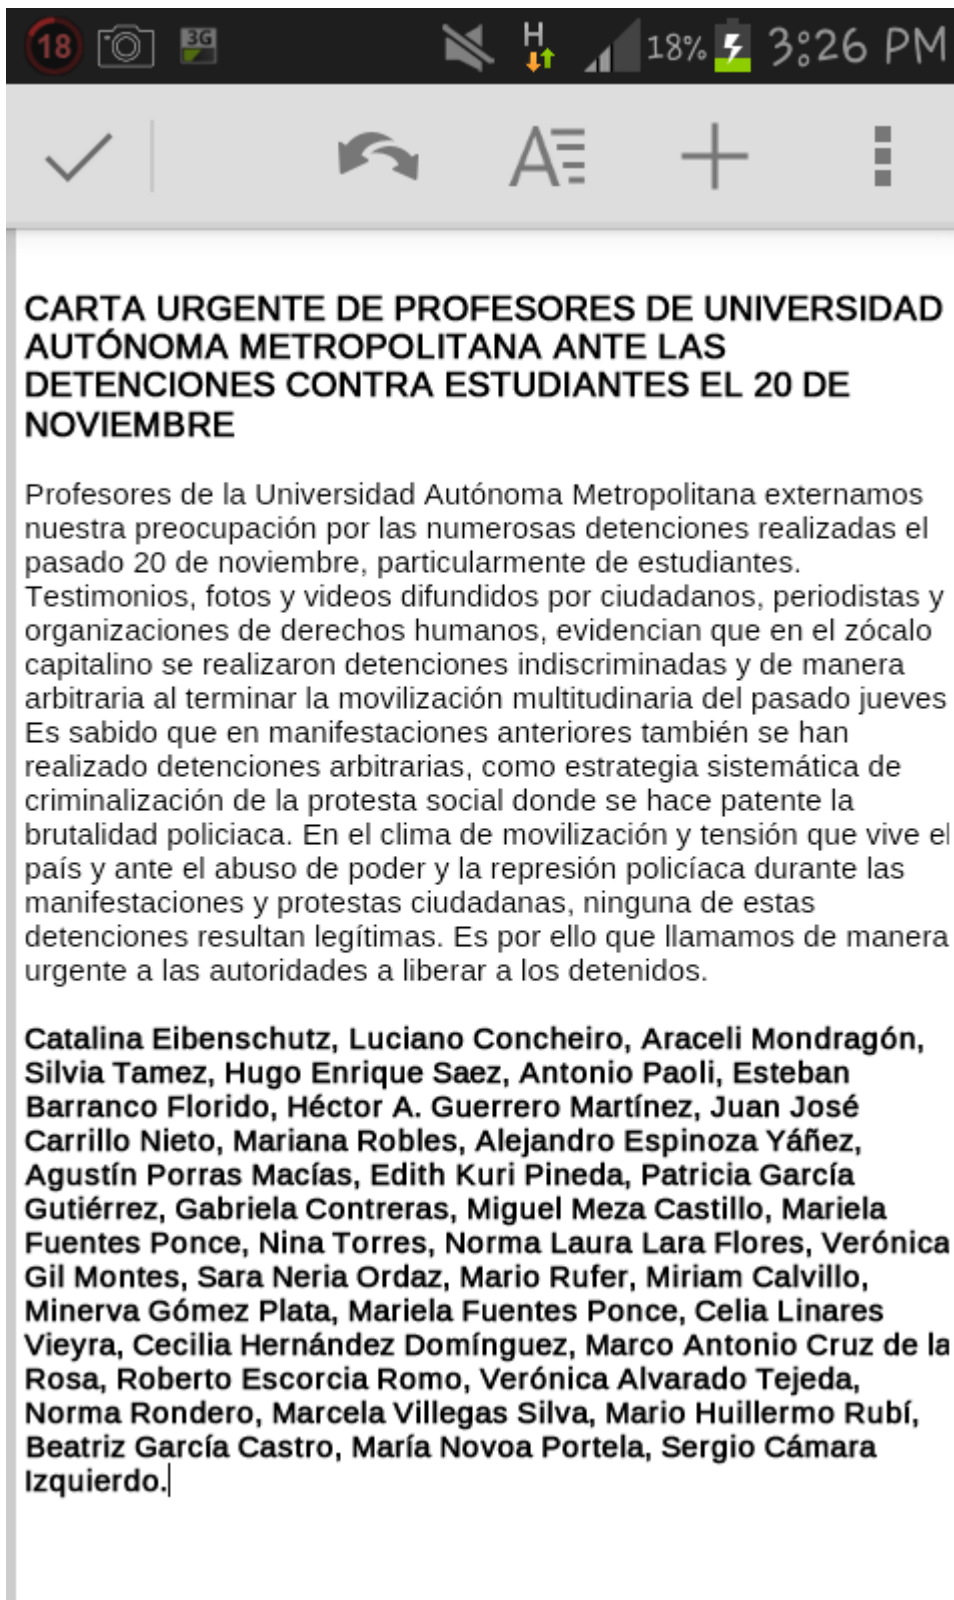 18 3G H 18% 3:26 PM
CARTA URGENTE DE PROFESORES DE UNIVERSIDAD
AUTÓNOMA METROPOLITANA ANTE LAS
DETENCIONES CONTRA ESTUDIANTES EL 20 DE
NOVIEMBRE
Profesores de la Universidad Autónoma Metropolitana externamos
nuestra preocupación por las numerosas detenciones realizadas el
pasado 20 de noviembre, particularmente de estudiantes.
Testimonios, fotos y videos difundidos por ciudadanos, periodistas y
organizaciones de derechos humanos, evidencian que en el zócalo
capitalino se realizaron detenciones indiscriminadas y de manera
arbitraria al terminar la movilización multitudinaria del pasado jueves
Es sabido que en manifestaciones anteriores también se han
realizado detenciones arbitrarias, como estrategia sistemática de
criminalización de la protesta social donde se hace patente la
brutalidad policiaca. En el clima de movilización y tensión que vive el
país y ante el abuso de poder y la represión policíaca durante las
manifestaciones y protestas ciudadanas, ninguna de estas
detenciones resultan legítimas. Es por ello que llamamos de manera
urgente a las autoridades a liberar a los detenidos.
Catalina Eibenschutz, Luciano Concheiro, Araceli Mondragón,
Silvia Tamez, Hugo Enrique Saez, Antonio Paoli, Esteban
Barranco Florido, Héctor A. Guerrero Martínez, Juan José
Carrillo Nieto, Mariana Robles, Alejandro Espinoza Yáñez,
Agustín Porras Macías, Edith Kuri Pineda, Patricia García
Gutiérrez, Gabriela Contreras, Miguel Meza Castillo, Mariela
Fuentes Ponce, Nina Torres, Norma Laura Lara Flores, Verónica
Gil Montes, Sara Neria Ordaz, Mario Rufer, Miriam Calvillo,
Minerva Gómez Plata, Mariela Fuentes Ponce, Celia Linares
Vieyra, Cecilia Hernández Domínguez, Marco Antonio Cruz de la
Rosa, Roberto Escorcia Romo, Verónica Alvarado Tejeda,
Norma Rondero, Marcela Villegas Silva, Mario Huillermo Rubí,
Beatriz García Castro, María Novoa Portela, Sergio Cámara
Izquierdo.